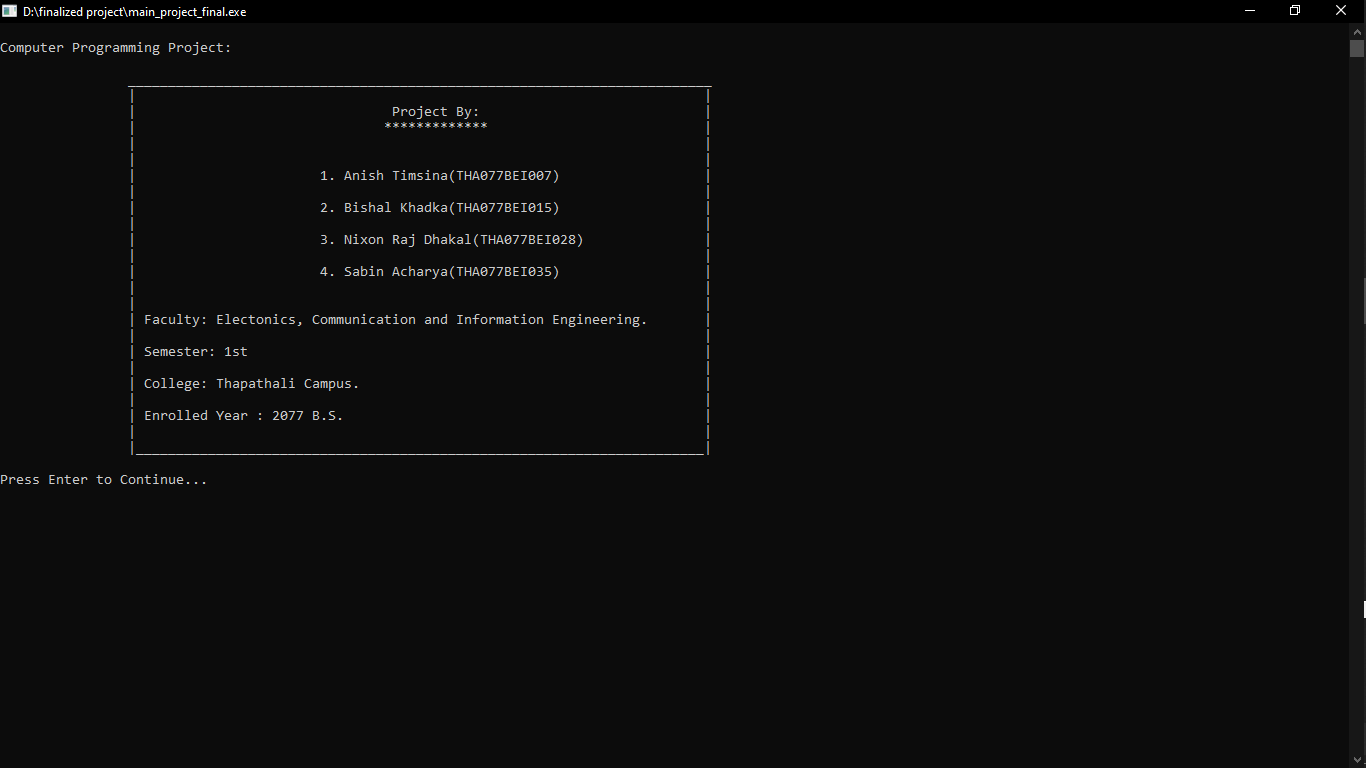 D:\finalized project\main_project_final.exe
Computer Programming Project:
Project By:
*************
1. Anish Timsina(THA077BEI007)
2. Bishal Khadka(THA077BEI015)
3. Nixon Raj Dhakal(THA077BEI028)
4. Sabin Acharya(THA077BEI035)
Faculty: Electonics, Communication and Information Engineering.
Semester: 1st
College: Thapathali Campus.
Enrolled Year : 2077 B.S.
Press Enter to Continue...